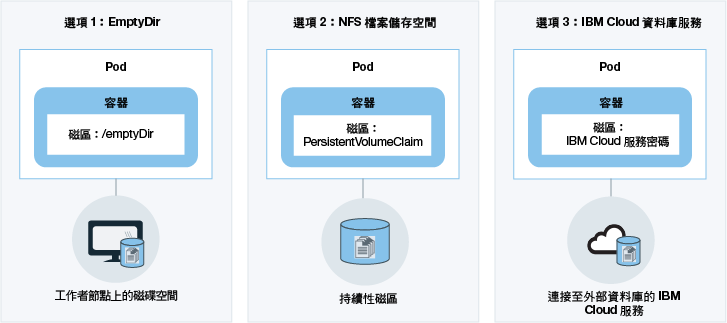 選項 1：EmptyDir
Pod
容器
磁區：/emptyDir
工作者節點上的磁碟空間
選項 2：NFS 檔案儲存空間
Pod
容器
磁區：
PersistentVolumeClaim
持續性磁區
選項 3：IBM Cloud 資料庫服務
Pod
容器
磁區：
IBM Cloud 服務密碼
連接至外部資料庫的 IBM
Cloud 服務